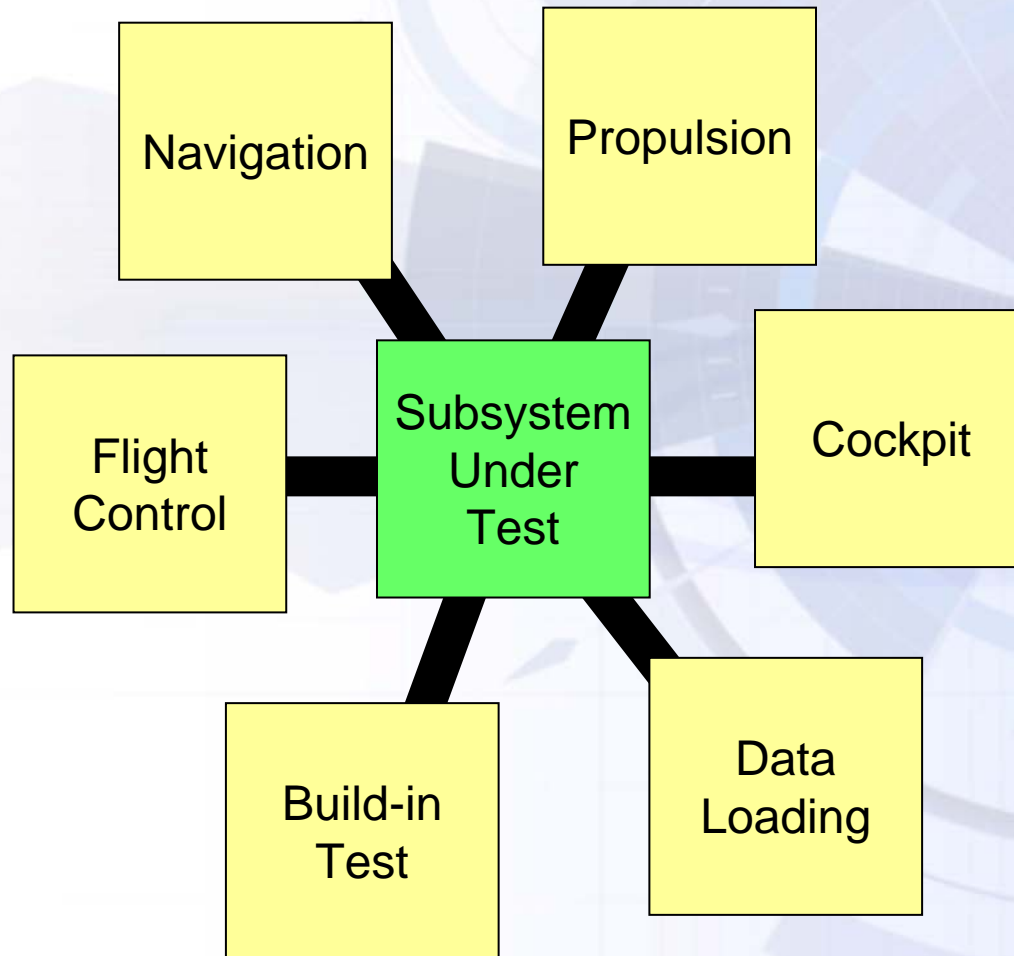 Navigation
Propulsion
Subsystem
Under
Test
Cockpit
Flight
Control
Build-in
Test
Data
Loading